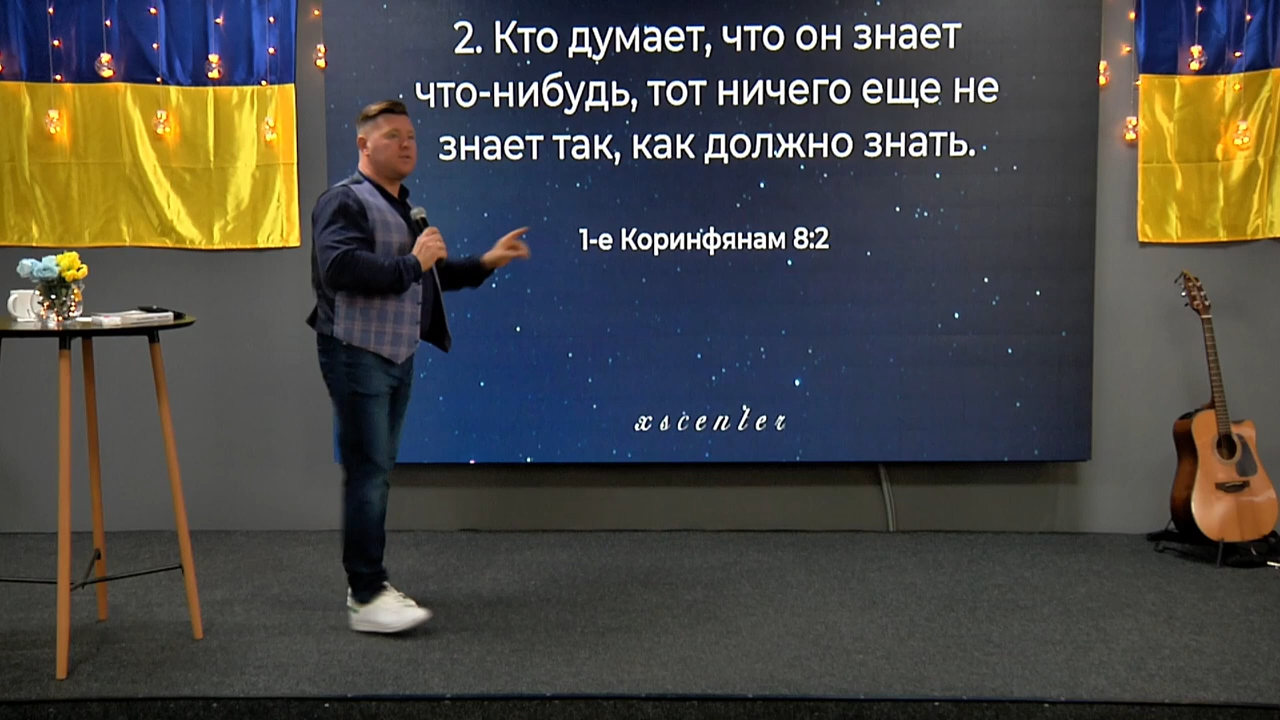 2. Кто думает, что он знает
что-нибудь, тот ничего еще не
знает так, как должно знать.
1-е Коринфянам 8:2
xscenter